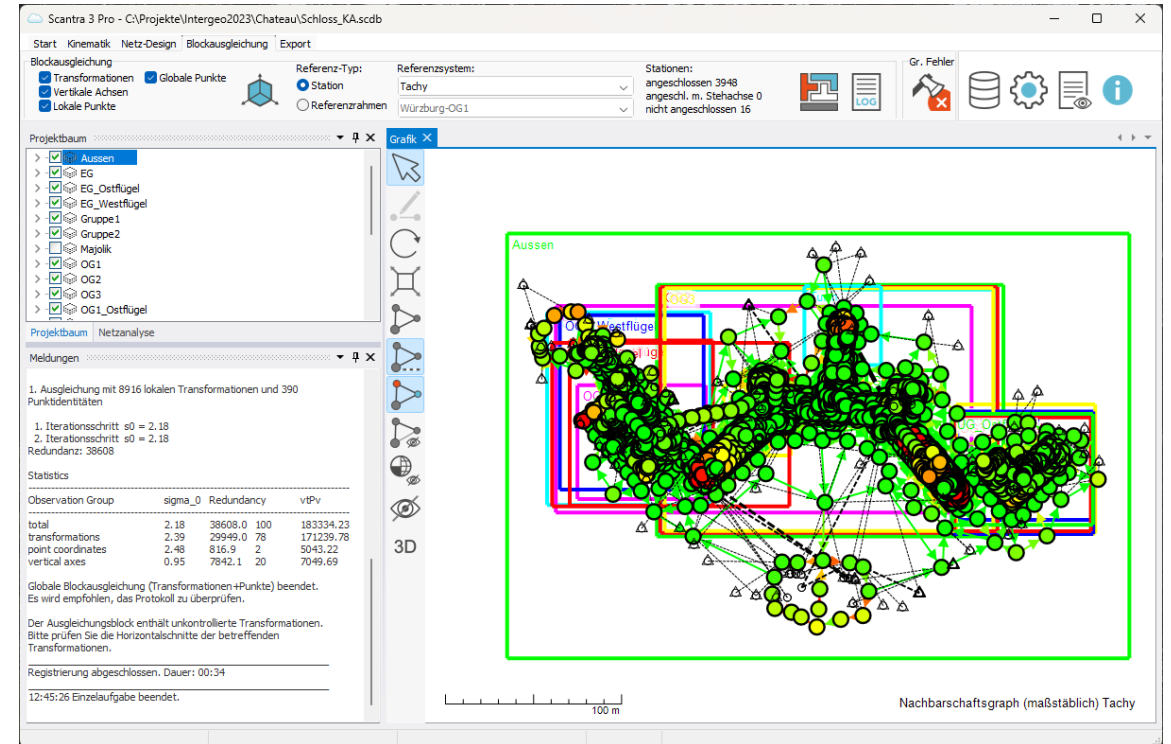 Scantra 3 Pro - C:\Projekte\Intergeo2023\Chateau\Schloss_KA.scdb
Start Kinematik Netz-Design Blockausgleichung Export
Blockausgleichung
Transformationen Globale Punkte
Vertikale Achsen
Lokale Punkte
Referenz-Typ:
Station
Referenzrahmen
Referenzsystem:
Tachy
Würzburg-OG1
Stationen:
angeschlossen 3948
angeschl. m. Stehachse 0
nicht angeschlossen 16
LOG
Gr. Fehler
Projektbaum
Aussen
EG
EG_Ostflügel
EG_Westflügel
Gruppe1
Gruppe2
Majolik
OG1
OG2
OG3
OG1_Ostflügel
Projektbaum Netzanalyse
Meldungen
1. Ausgleichung mit 8916 lokalen Transformationen und 390
Punktidentitäten
1. Iterationsschritt s0 = 2.18
2. Iterationsschritt s0 = 2.18
Redundanz: 38608
Statistics
Observation Group sigma_0 Redundancy vtPv
total 2.18 38608.0 100 183334.23
transformations 2.39 29949.0 78 171239.78
point coordinates 2.48 816.9 2 5043.22
vertical axes 0.95 7842.1 20 7049.69
Globale Blockausgleichung (Transformationen+Punkte) beendet.
Es wird empfohlen, das Protokoll zu überprüfen.
Der Ausgleichungsblock enthält unkontrollierte Transformationen.
Bitte prüfen Sie die Horizontalschnitte der betreffenden
Transformationen.
Registrierung abgeschlossen. Dauer: 00:34
12:45:26 Einzelaufgabe beendet.
Grafik
3D
Aussen
100 m
Nachbarschaftsgraph (maßstäblich) Tachy